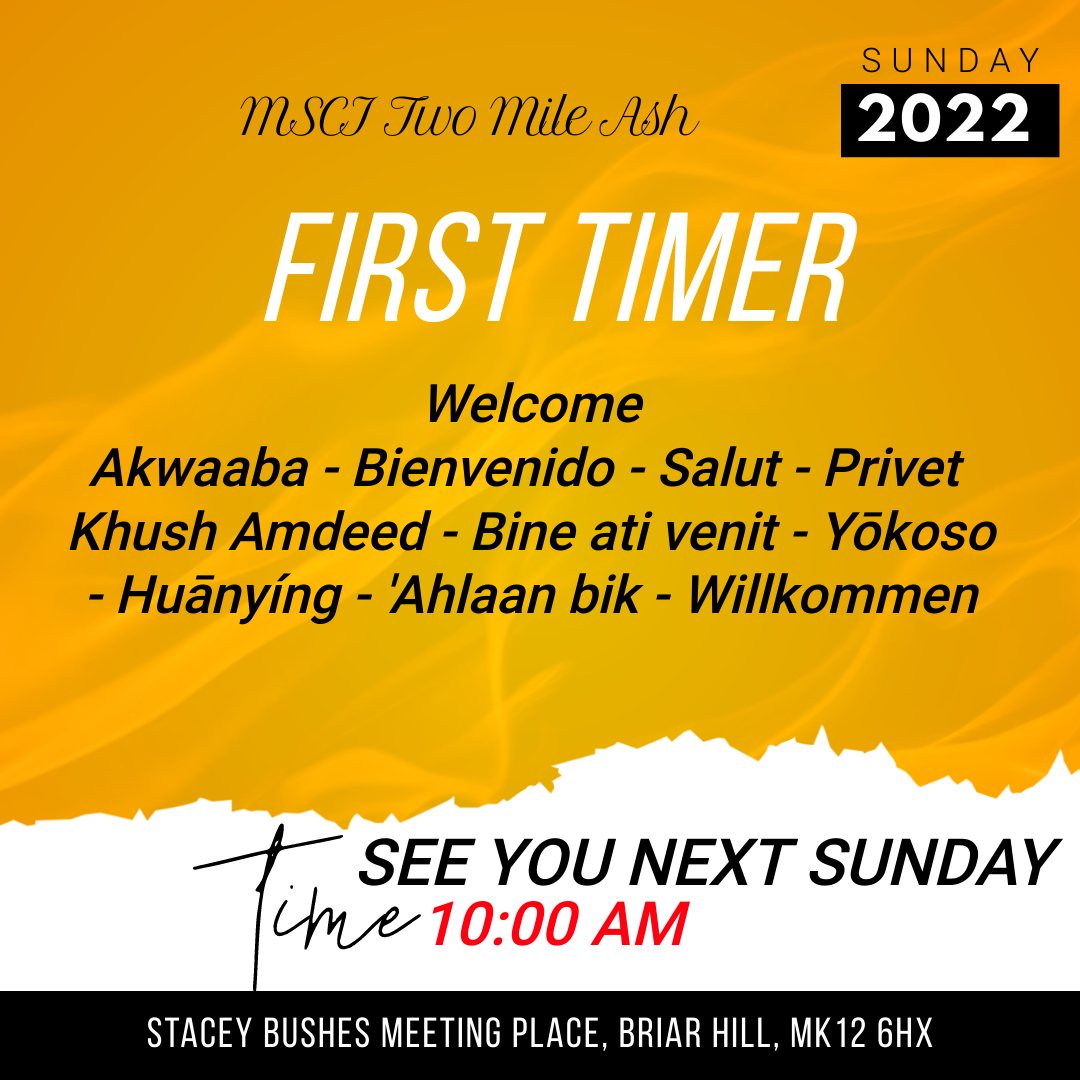 SUNDAY
2022
MSCI Two Mile Ash
FIRST TIMER
Welcome
Akwaaba - Bienvenido - Salut - Privet
Khush Amdeed - Bine ati venit - Yōkoso
- Huānyíng - 'Ahlaan bik - Willkommen
SEE YOU NEXT SUNDAY
Time 10:00 AM
STACEY BUSHES MEETING PLACE, BRIAR HILL, MK12 6HX